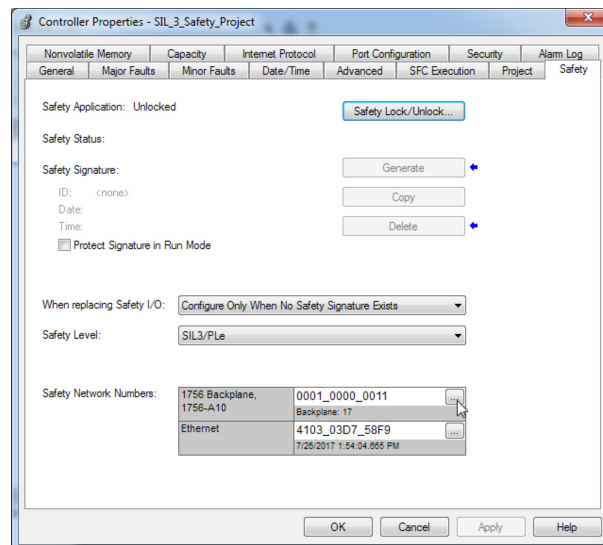 Controller Properties - SIL_3_Safety_Project
Nonvolatile Memory Capacity Internet Protocol Port Configuration Security Alarm Log
General Major Faults Minor Faults Date/Time Advanced SFC Execution Project Safety
Safety Application: Unlocked Safety Lock/Unlock...
Safety Status:
Safety Signature: Generate
ID: <none> Copy
Date:
Time: Delete
Protect Signature in Run Mode
When replacing Safety I/O: Configure Only When No Safety Signature Exists
Safety Level: SIL3/PLe
Safety Network Numbers: 1756 Backplane, 0001_0000_0011 ...
1756-A10 Backplane: 17
Ethernet 4103_03D7_58F9 ...
7/26/2017 1:54:04.665 PM
OK Cancel Apply Help